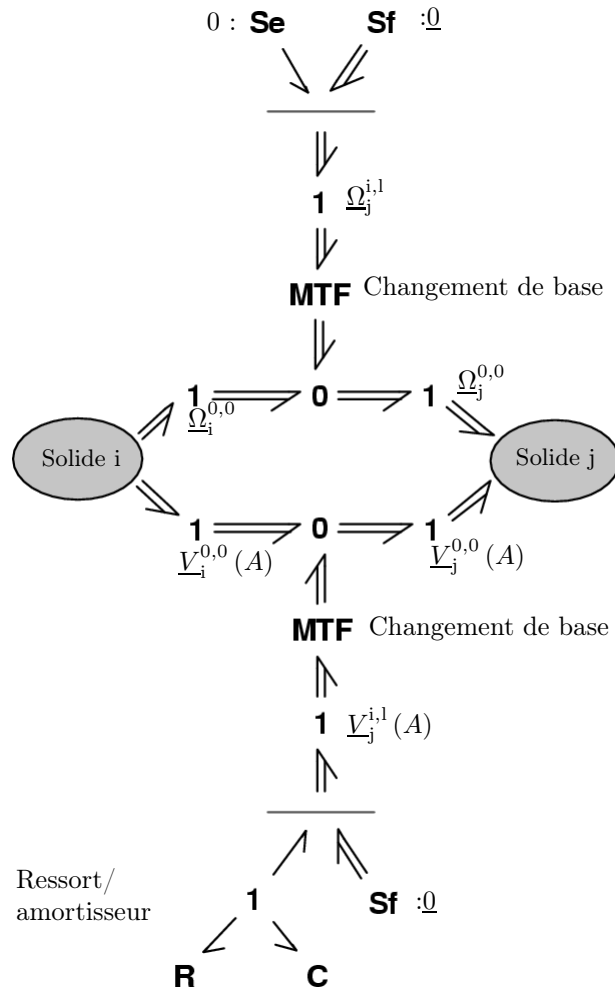 0 : Se Sf :0
1 Ω_j^{i,l}
MTF Changement de base
1 0 1 Ω_j^{0,0}
Ω_i^{0,0}
Solide i Solide j
1 0 1
V_i^{0,0} (A) V_j^{0,0} (A)
MTF Changement de base
1 V_j^{i,l} (A)
Ressort/
amortisseur
1 Sf :0
R C